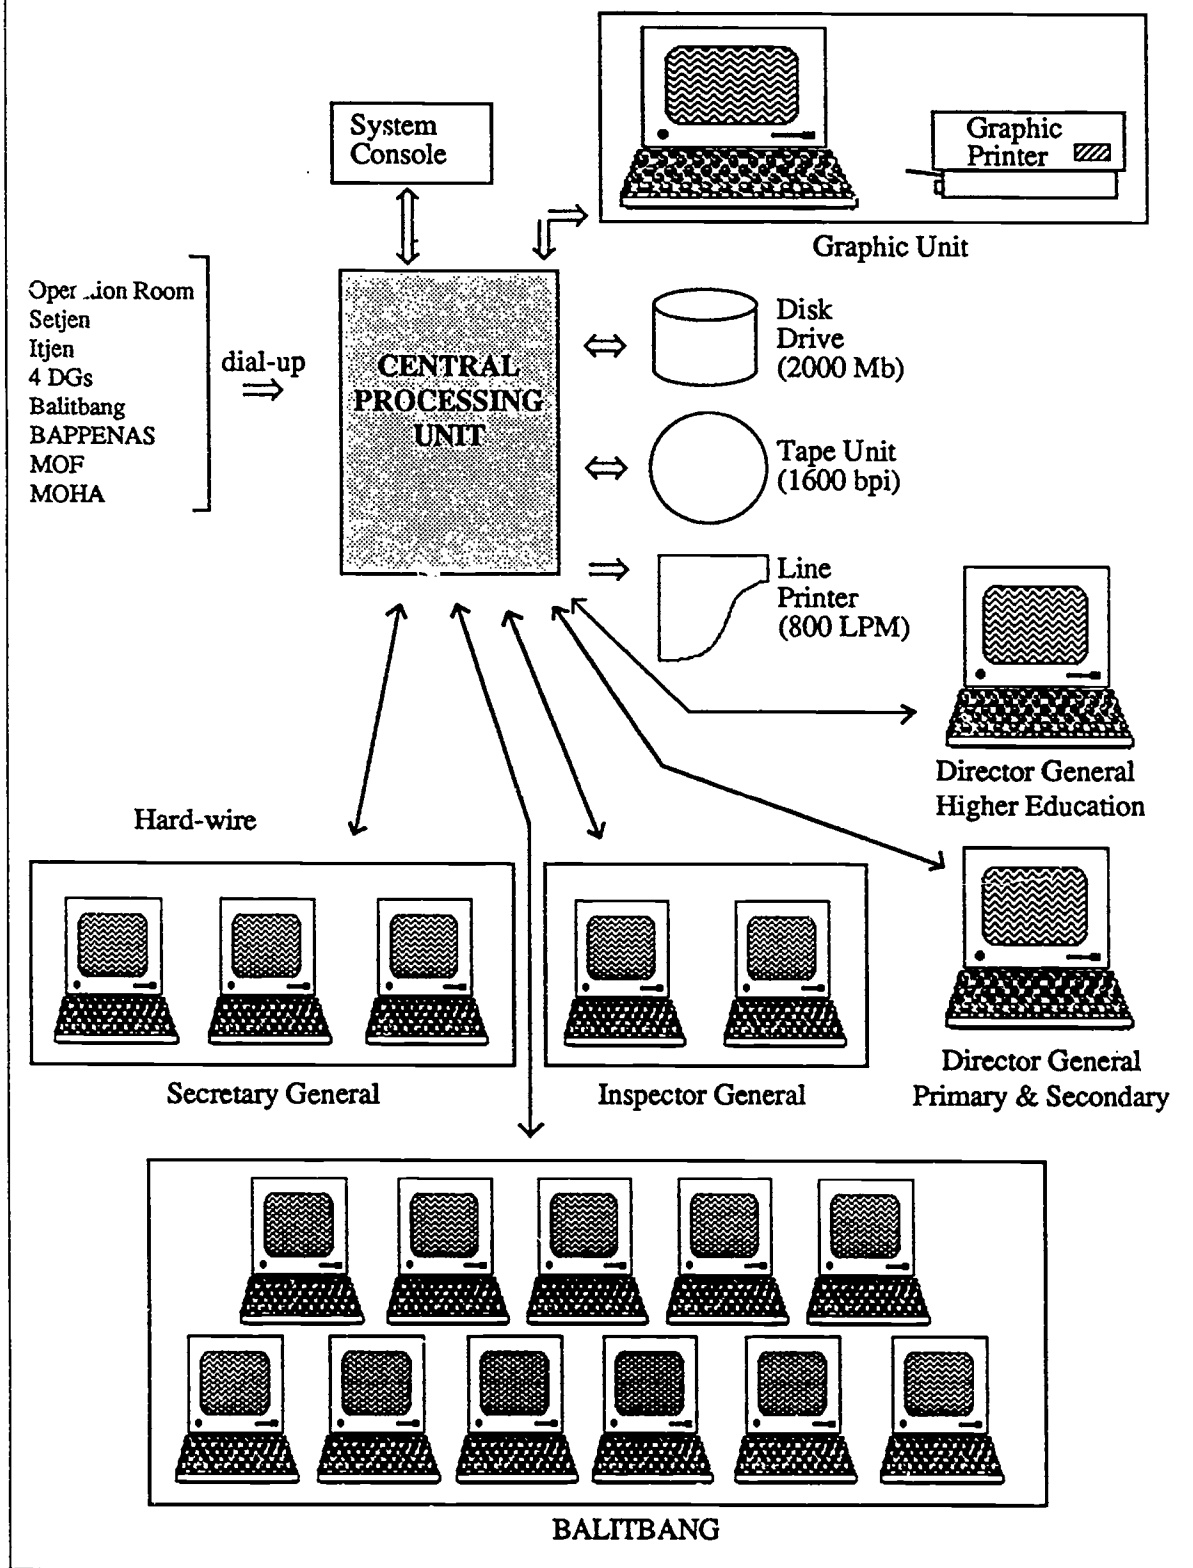 System
Console
Graphic
Printer
Graphic Unit
Room
Setjen
Itjen
4 DGs
Balitbang
BAPPENAS
MOF
MOHA
dial-up
CENTRAL
PROCESSING
UNIT
Disk
Drive
(2000 Mb)
Tape Unit
(1600 bpi)
Line
Printer
(800 LPM)
Director General
Higher Education
Hard-wire
Secretary General
Inspector General
Director General
Primary & Secondary
BALITBANG